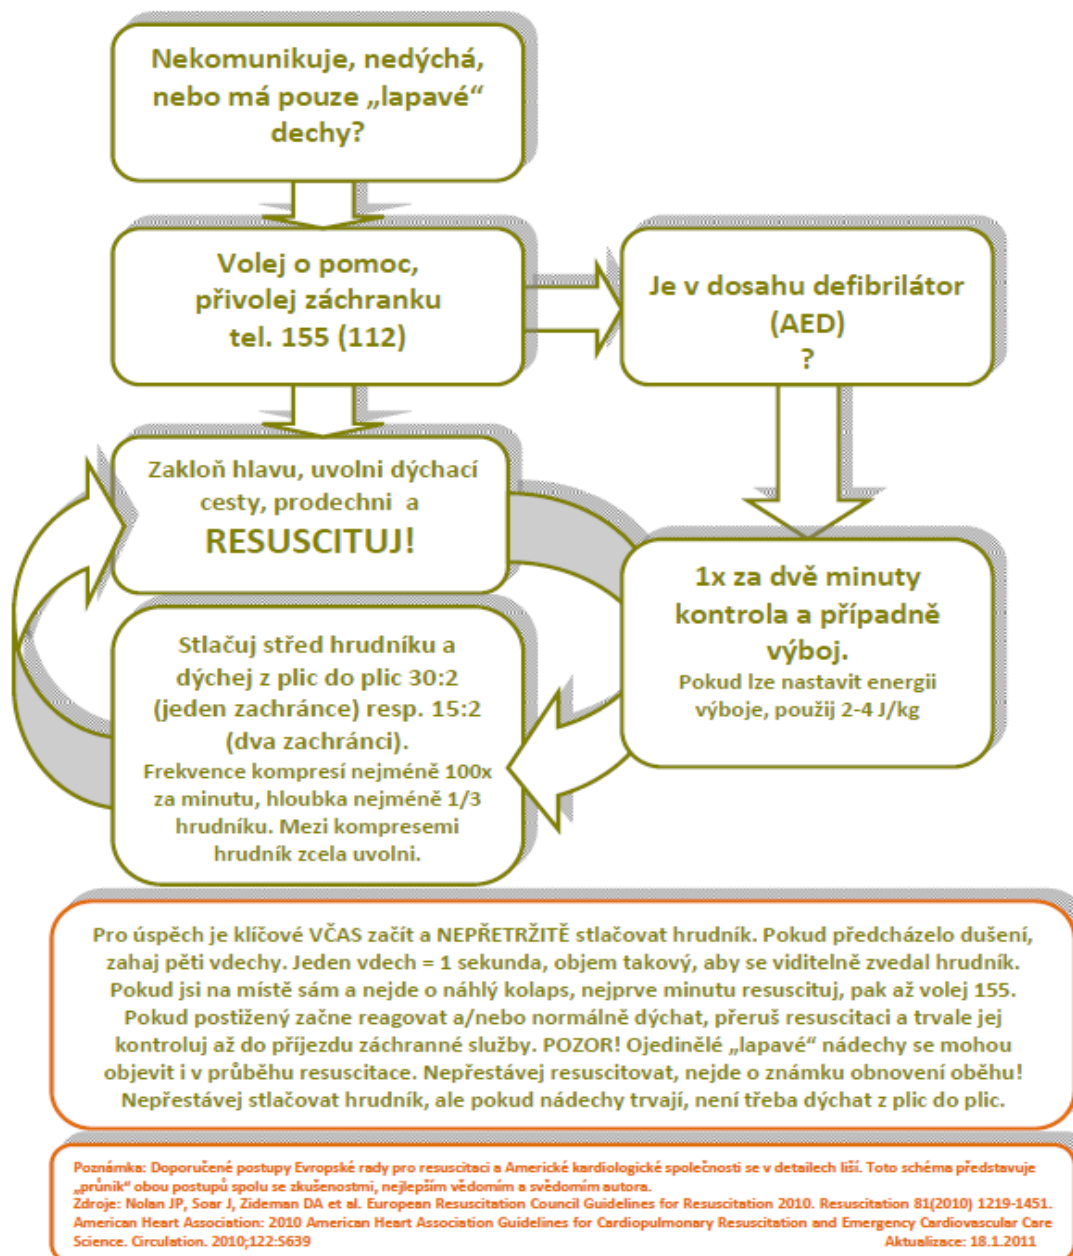 Nekomunikuje, nedýchá,
nebo má pouze „lapavé“
dechy?
Volej o pomoc,
přivolej záchranku
tel. 155 (112)
Je v dosahu defibrilátor
(AED)
?
Zakloň hlavu, uvolni dýchací
cesty, prodechni a
RESUSCITUJ!
1x za dvě minuty
kontrola a případně
výboj.
Pokud lze nastavit energii
výboje, použij 2-4 J/kg
Stlačuj střed hrudníku a
dýchej z plic do plic 30:2
(jeden zachránce) resp. 15:2
(dva zachránci).
Frekvence kompresí nejméně 100x
za minutu, hloubka nejméně 1/3
hrudníku. Mezi kompresemi
hrudník zcela uvolni.
Pro úspěch je klíčové VČAS začít a NEPŘETRŽITĚ stlačovat hrudník. Pokud předcházelo dušení,
zahaj pěti vdechy. Jeden vdech = 1 sekunda, objem takový, aby se viditelně zvedal hrudník.
Pokud jsi na místě sám a nejde o náhlý kolaps, nejprve minutu resuscituj, pak až volej 155.
Pokud postižený začne reagovat a/nebo normálně dýchat, přeruš resuscitaci a trvale jej
kontroluj až do příjezdu záchranné služby. POZOR! Ojedinělé „lapavé“ nádechy se mohou
objevit i v průběhu resuscitace. Nepřestávej resuscitovat, nejde o známku obnovení oběhu!
Nepřestávej stlačovat hrudník, ale pokud nádechy trvají, není třeba dýchat z plic do plic.
Poznámka: Doporučené postupy Evropské rady pro resuscitaci a Americké kardiologické společnosti se v detailech liší. Toto schéma představuje
„průnik“ obou postupů spolu se zkušenostmi, nejlepším vědomím a svědomím autora.
Zdroje: Nolan JP, Soar J, Zideman DA et al. European Resuscitation Council Guidelines for Resuscitation 2010. Resuscitation 81(2010) 1219-1451.
American Heart Association: 2010 American Heart Association Guidelines for Cardiopulmonary Resuscitation and Emergency Cardiovascular Care
Science. Circulation. 2010;122:S639 Aktualizace: 18.1.2011